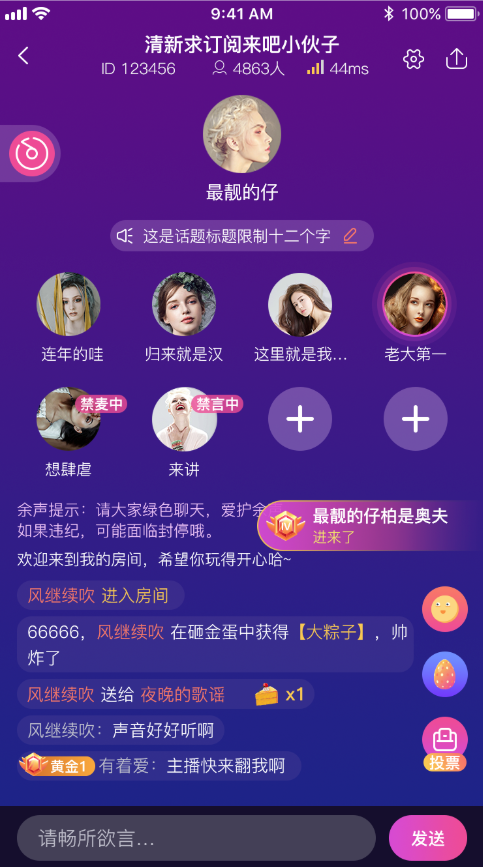 9:41 AM 100%
清新求订阅来吧小伙子
ID 123456 4863人 44ms
最靓的仔
这是话题标题限制十二个字
连年的哇 归来就是汉 这里就是我... 老大第一
禁麦中 禁言中
想肆虐 来讲
余声提示：请大家绿色聊天，爱护余
如果违纪，可能面临封停哦。
最靓的仔柏是奥夫
进来了
欢迎来到我的房间，希望你玩得开心哈~
风继续吹 进入房间
66666，风继续吹 在砸金蛋中获得【大粽子】，帅
炸了
风继续吹 送给 夜晚的歌谣 x1
风继续吹：声音好好听啊
投票
黄金1 有着爱：主播快来翻我啊
请畅所欲言... 发送